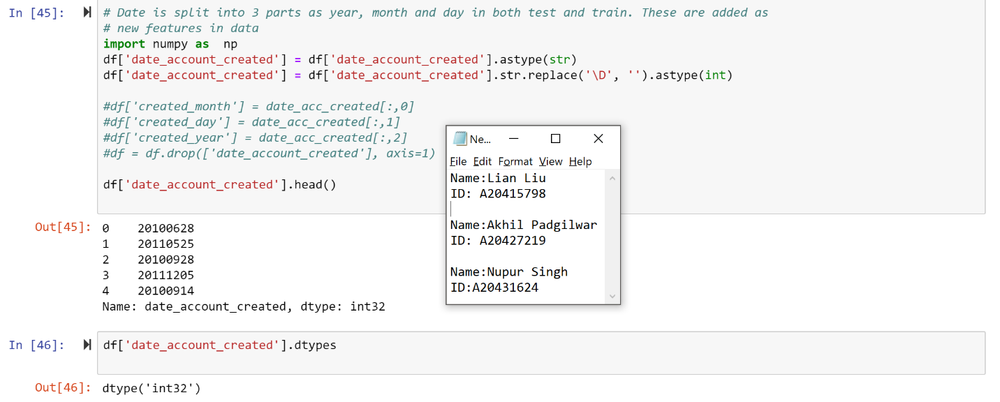 In [45]:
# Date is split into 3 parts as year, month and day in both test and train. These are added as
# new features in data
import numpy as  np
df['date_account_created'] = df['date_account_created'].astype(str)
df['date_account_created'] = df['date_account_created'].str.replace('\D', '').astype(int)
#df['created_month'] = date_acc_created[:,0]
#df['created_day'] = date_acc_created[:,1]
#df['created_year'] = date_acc_created[:,2]
#df = df.drop(['date_account_created'], axis=1)
df['date_account_created'].head()
Ne...
File Edit Format View Help
Name:Lian Liu
ID: A20415798
Name:Akhil Padgilwar
ID: A20427219
Name:Nupur Singh
ID:A20431624
Out[45]:
0    20100628
1    20110525
2    20100928
3    20111205
4    20100914
Name: date_account_created, dtype: int32
In [46]:
df['date_account_created'].dtypes
Out[46]:
dtype('int32')